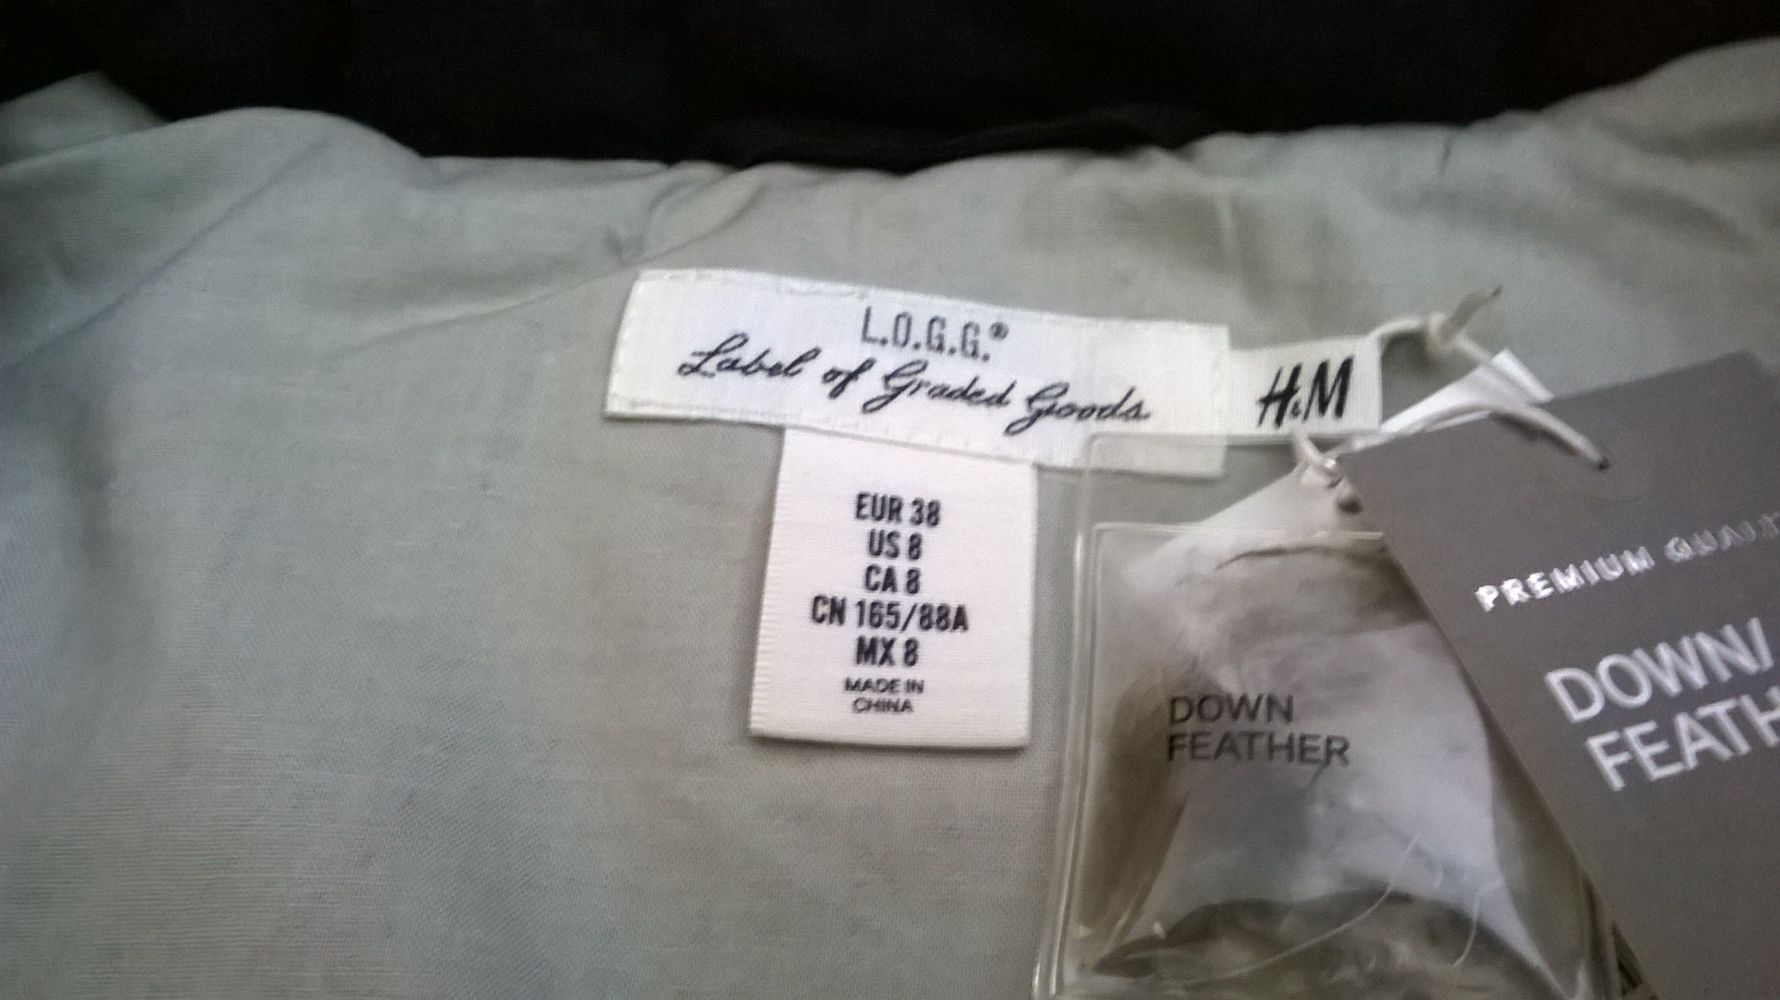 L.O.G.G.®
Label of Graded Goods
H&M
EUR 38
US 8
CA 8
CN 165/88A
MX 8
MADE IN
CHINA
DOWN
FEATHER
PREMIUM
DOWN/
FEATH